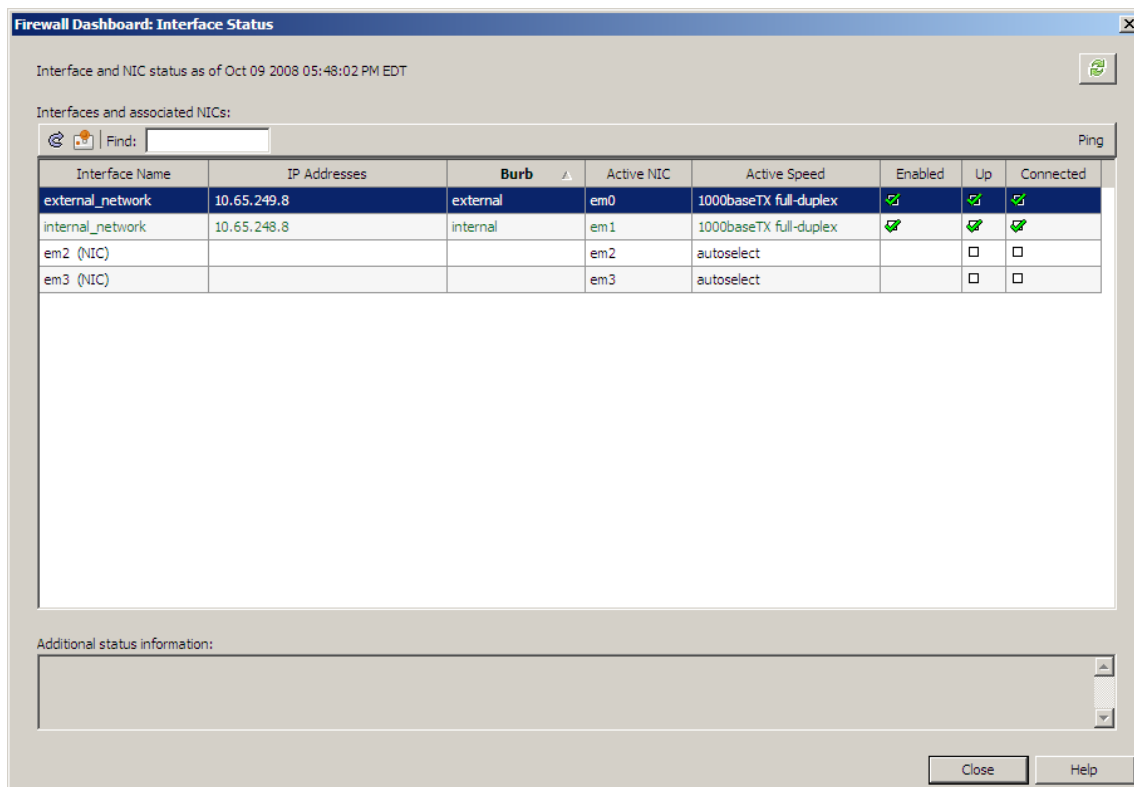 Firewall Dashboard: Interface Status
Interface and NIC status as of Oct 09 2008 05:48:02 PM EDT
Interfaces and associated NICs:
Find: Ping
Interface Name IP Addresses Burb Active NIC Active Speed Enabled Up Connected
external_network 10.65.249.8 external em0 1000baseTX full-duplex
internal_network 10.65.248.8 internal em1 1000baseTX full-duplex
em2 (NIC) em2 autoselect
em3 (NIC) em3 autoselect
Additional status information:
Close Help